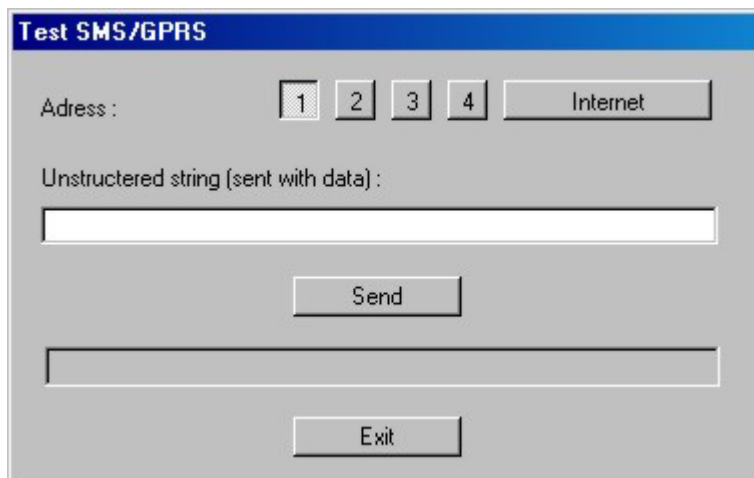 Test SMS/GPRS
Adress : 1 2 3 4 Internet
Unstructered string (sent with data) :
Send
Exit